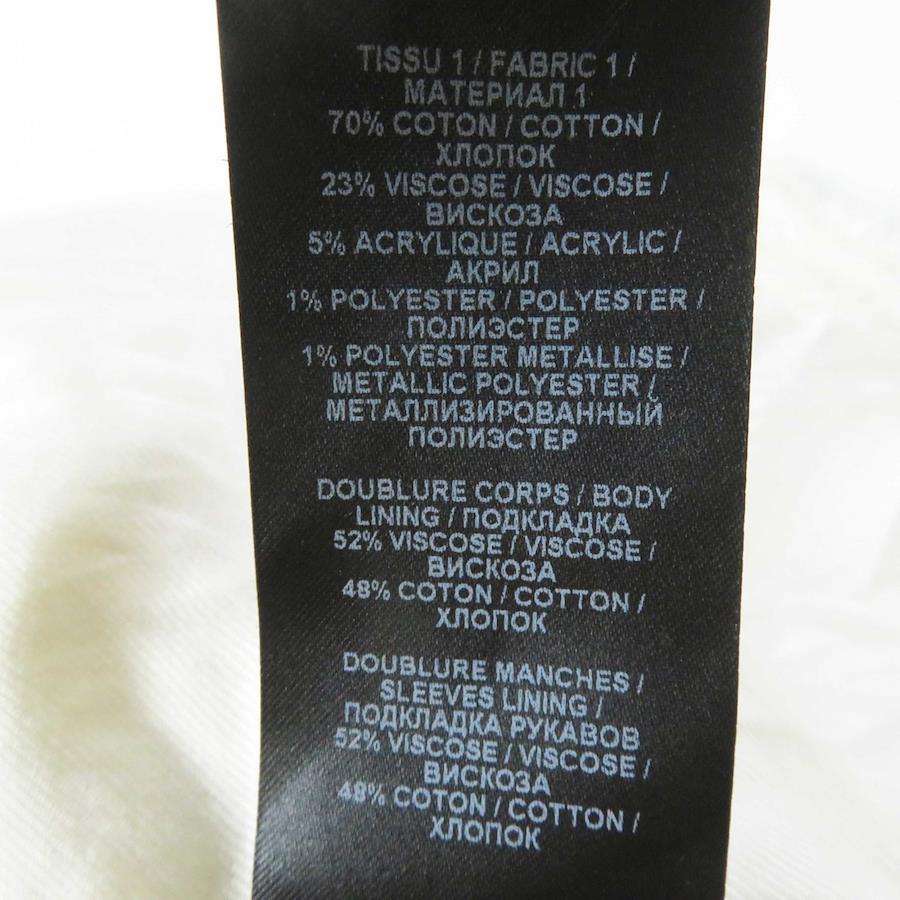 TISSU 1 / FABRIC 1 /
МАТЕРИАЛ 1
70% COTON / COTTON /
ХЛОПОК
23% VISCOSE / VISCOSE /
ВИСКОЗА
5% ACRYLIQUE / ACRYLIC /
АКРИЛ
1% POLYESTER / POLYESTER /
ПОЛИЭСТЕР
1% POLYESTER METALLISE /
METALLIC POLYESTER /
МЕТАЛЛИЗИРОВАННЫЙ
ПОЛИЭСТЕР
DOUBLURE CORPS / BODY
LINING / ПОДКЛАДКА
52% VISCOSE / VISCOSE /
ВИСКОЗА
48% COTON / COTTON /
ХЛОПОК
DOUBLURE MANCHES /
SLEEVES LINING /
ПОДКЛАДКА РУКАВОВ
52% VISCOSE / VISCOSE /
ВИСКОЗА
48% COTON / COTTON /
ХЛОПОК